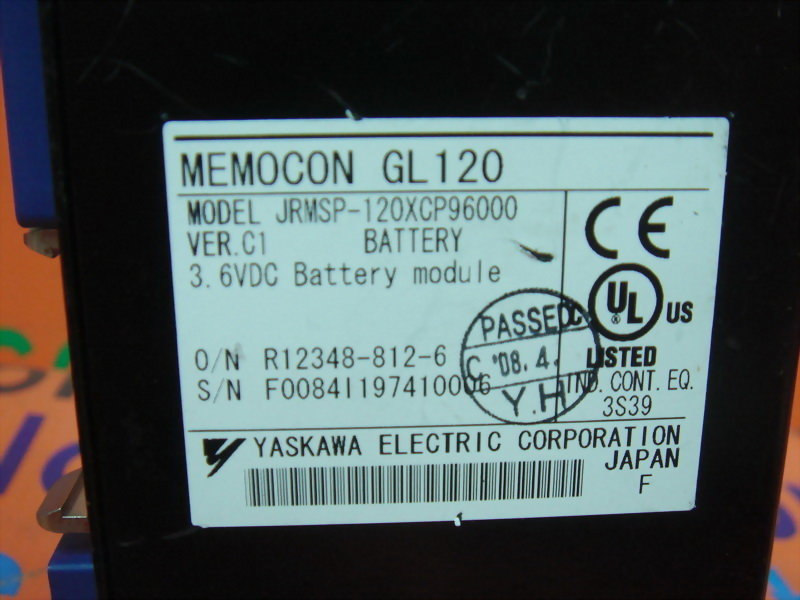 MEMOCON GL120
MODEL JRMSP-120XCP96000
VER.C1 BATTERY
3.6VDC Battery module
CE
UL
® US
LISTED
IND. CONT. EQ.
3S39
O/N R12348-812-6
S/N F0084I197410006
PASSED
'08.4.
Y.H
YASKAWA ELECTRIC CORPORATION
JAPAN
F